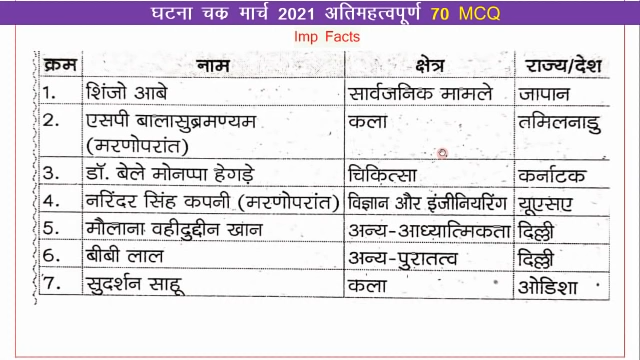 घटना चक्र मार्च 2021 अतिमहत्वपूर्ण 70 MCQ
Imp Facts
क्रम नाम क्षेत्र राज्य/देश
1. शिंजो आबे सार्वजनिक मामले जापान
2. एसपी बालासुब्रमण्यम कला तमिलनाडु
(मरणोपरांत)
3. डॉ. बेले मोनप्पा हेगड़े चिकित्सा कर्नाटक
4. नरिंदर सिंह कपनी (मरणोपरांत) विज्ञान और इंजीनियरिंग यूएसए
5. मौलाना वहीदुद्दीन खान अन्य-आध्यात्मिकता दिल्ली
6. बीबी लाल अन्य-पुरातत्व दिल्ली
7. सुदर्शन साहू कला ओडिशा